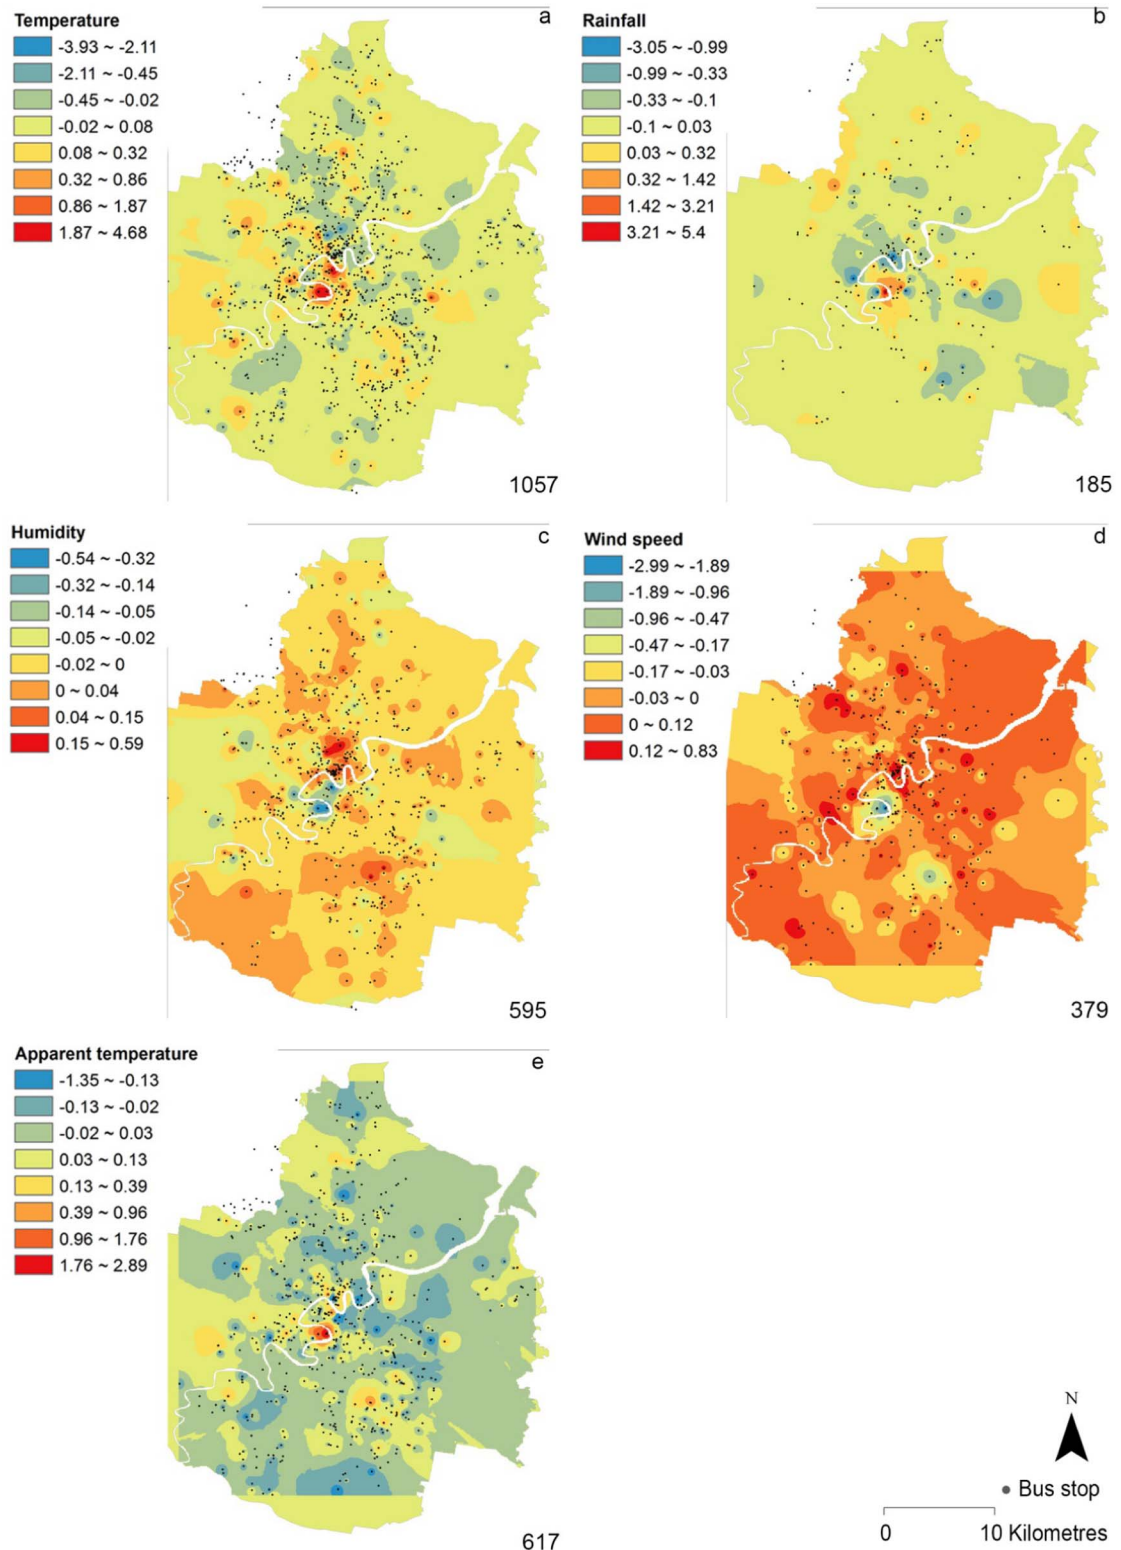 Temperature
a
-3.93 ~ -2.11
-2.11 ~ -0.45
-0.45 ~ -0.02
-0.02 ~ 0.08
0.08 ~ 0.32
0.32 ~ 0.86
0.86 ~ 1.87
1.87 ~ 4.68
1057
Rainfall
b
-3.05 ~ -0.99
-0.99 ~ -0.33
-0.33 ~ -0.1
-0.1 ~ 0.03
0.03 ~ 0.32
0.32 ~ 1.42
1.42 ~ 3.21
3.21 ~ 5.4
185
Humidity
c
-0.54 ~ -0.32
-0.32 ~ -0.14
-0.14 ~ -0.05
-0.05 ~ -0.02
-0.02 ~ 0
0 ~ 0.04
0.04 ~ 0.15
0.15 ~ 0.59
595
Wind speed
d
-2.99 ~ -1.89
-1.89 ~ -0.96
-0.96 ~ -0.47
-0.47 ~ -0.17
-0.17 ~ -0.03
-0.03 ~ 0
0 ~ 0.12
0.12 ~ 0.83
379
Apparent temperature
e
-1.35 ~ -0.13
-0.13 ~ -0.02
-0.02 ~ 0.03
0.03 ~ 0.13
0.13 ~ 0.39
0.39 ~ 0.96
0.96 ~ 1.76
1.76 ~ 2.89
617
N
Bus stop
0 10 Kilometres